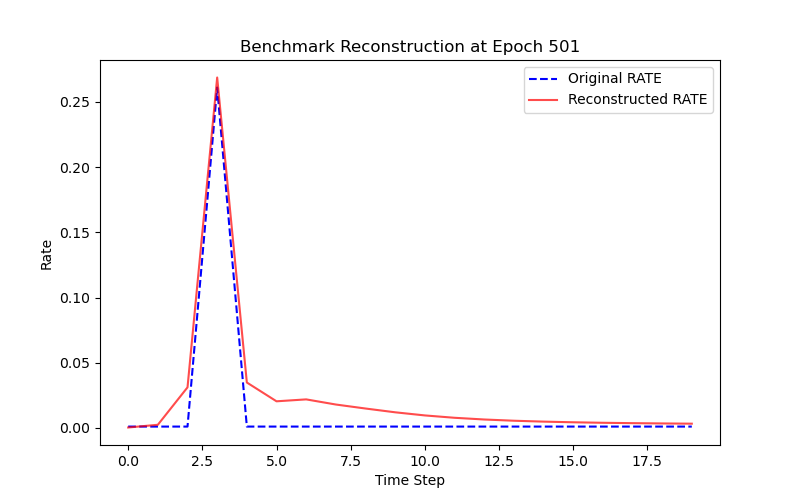 Benchmark Reconstruction at Epoch 501
Original RATE
Reconstructed RATE
0.25
0.20
0.15
0.10
0.05
0.00
Rate
0.0 2.5 5.0 7.5 10.0 12.5 15.0 17.5
Time Step